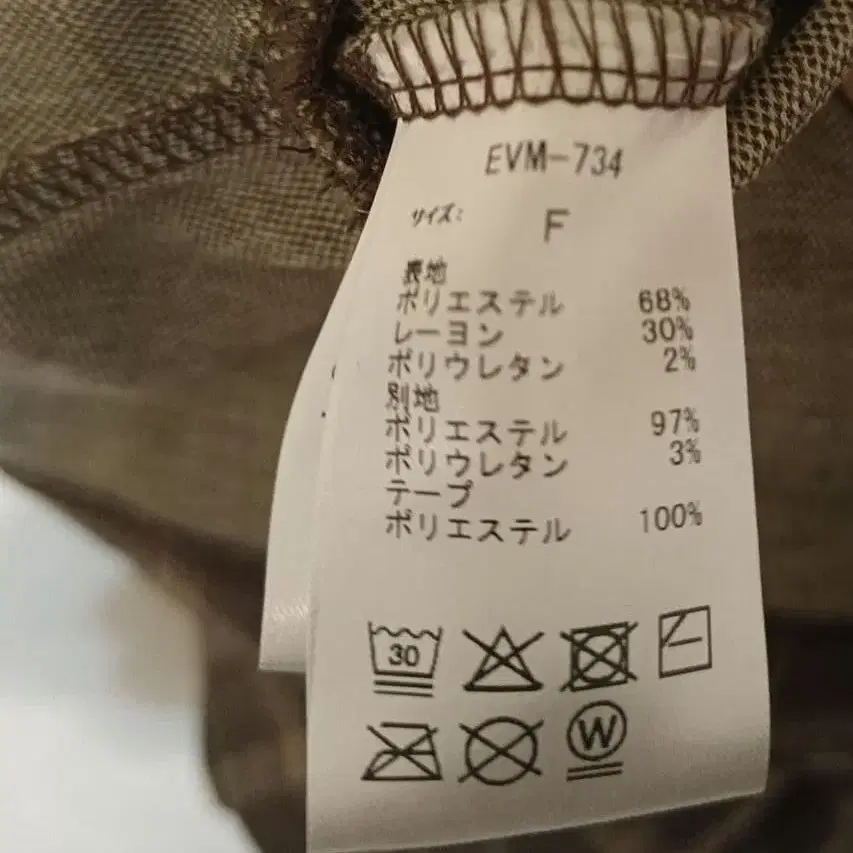 EVM-734
サイズ: F
表地
ポリエステル 68%
レーヨン 30%
ポリウレタン 2%
別地
ポリエステル 97%
ポリウレタン 3%
テープ
ポリエステル 100%
30
W